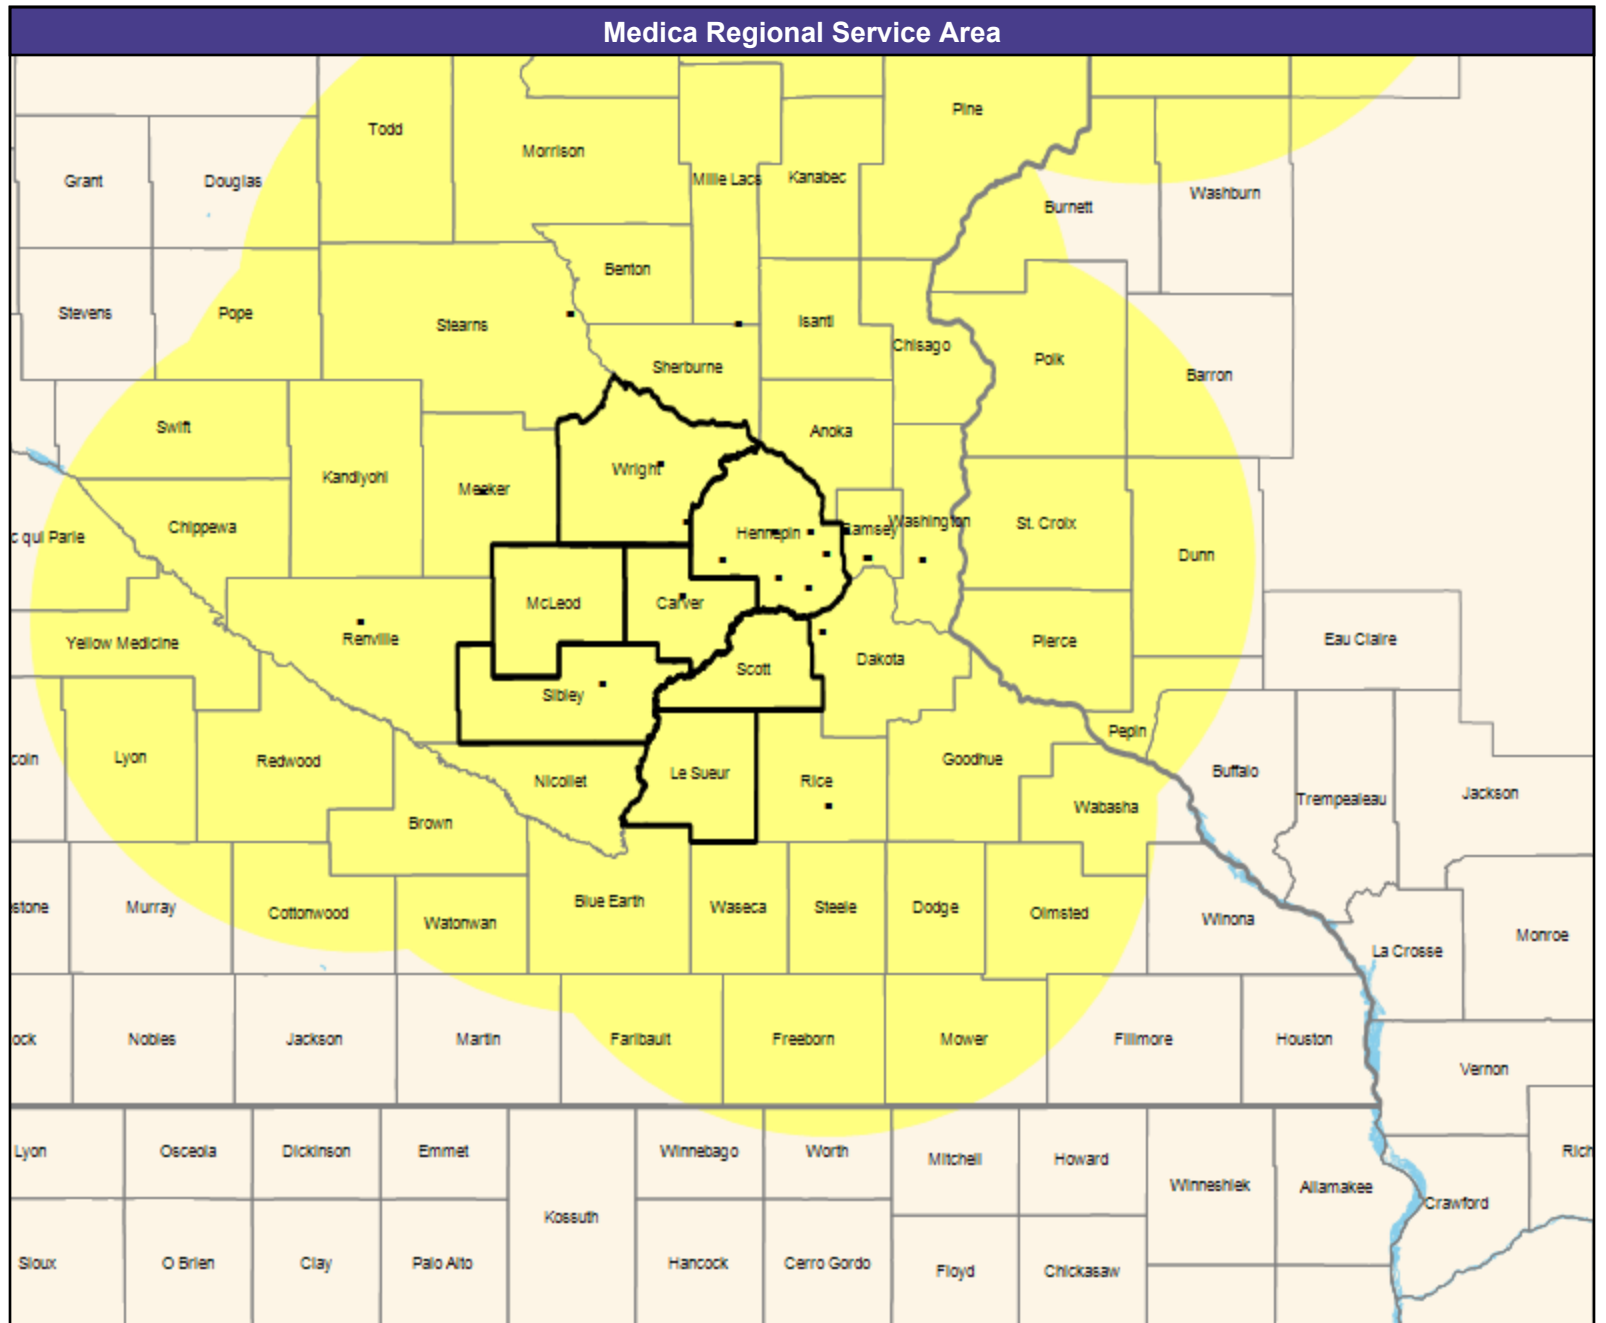 Medica Regional Service Area
Pine
Todd
Morrison
Grant
Douglas
Mille Lacs
Kanabec
Washburn
Burnett
Benton
Stevens
Pope
Stearns
Isanti
Chisago
Polk
Sherburne
Barron
Swift
Anoka
Wright
Kandiyohi
Meeker
Chippewa
Hennepin
Ramsey
Washington
St. Croix
c qui Parle
Dunn
McLeod
Carver
Yellow Medicine
Renville
Pierce
Eau Claire
Scott
Dakota
Sibley
Pepin
coln
Lyon
Redwood
Nicollet
Le Sueur
Rice
Goodhue
Buffalo
Trempealeau
Jackson
Wabasha
Brown
stone
Murray
Cottonwood
Watonwan
Blue Earth
Waseca
Steele
Dodge
Olmsted
Winona
La Crosse
Monroe
ock
Nobles
Jackson
Martin
Faribault
Freeborn
Mower
Fillmore
Houston
Vernon
Lyon
Osceola
Dickinson
Emmet
Winnebago
Worth
Mitchell
Howard
Rich
Winneshiek
Allamakee
Crawford
Kossuth
Sioux
O Brien
Clay
Palo Alto
Hancock
Cerro Gordo
Floyd
Chickasaw